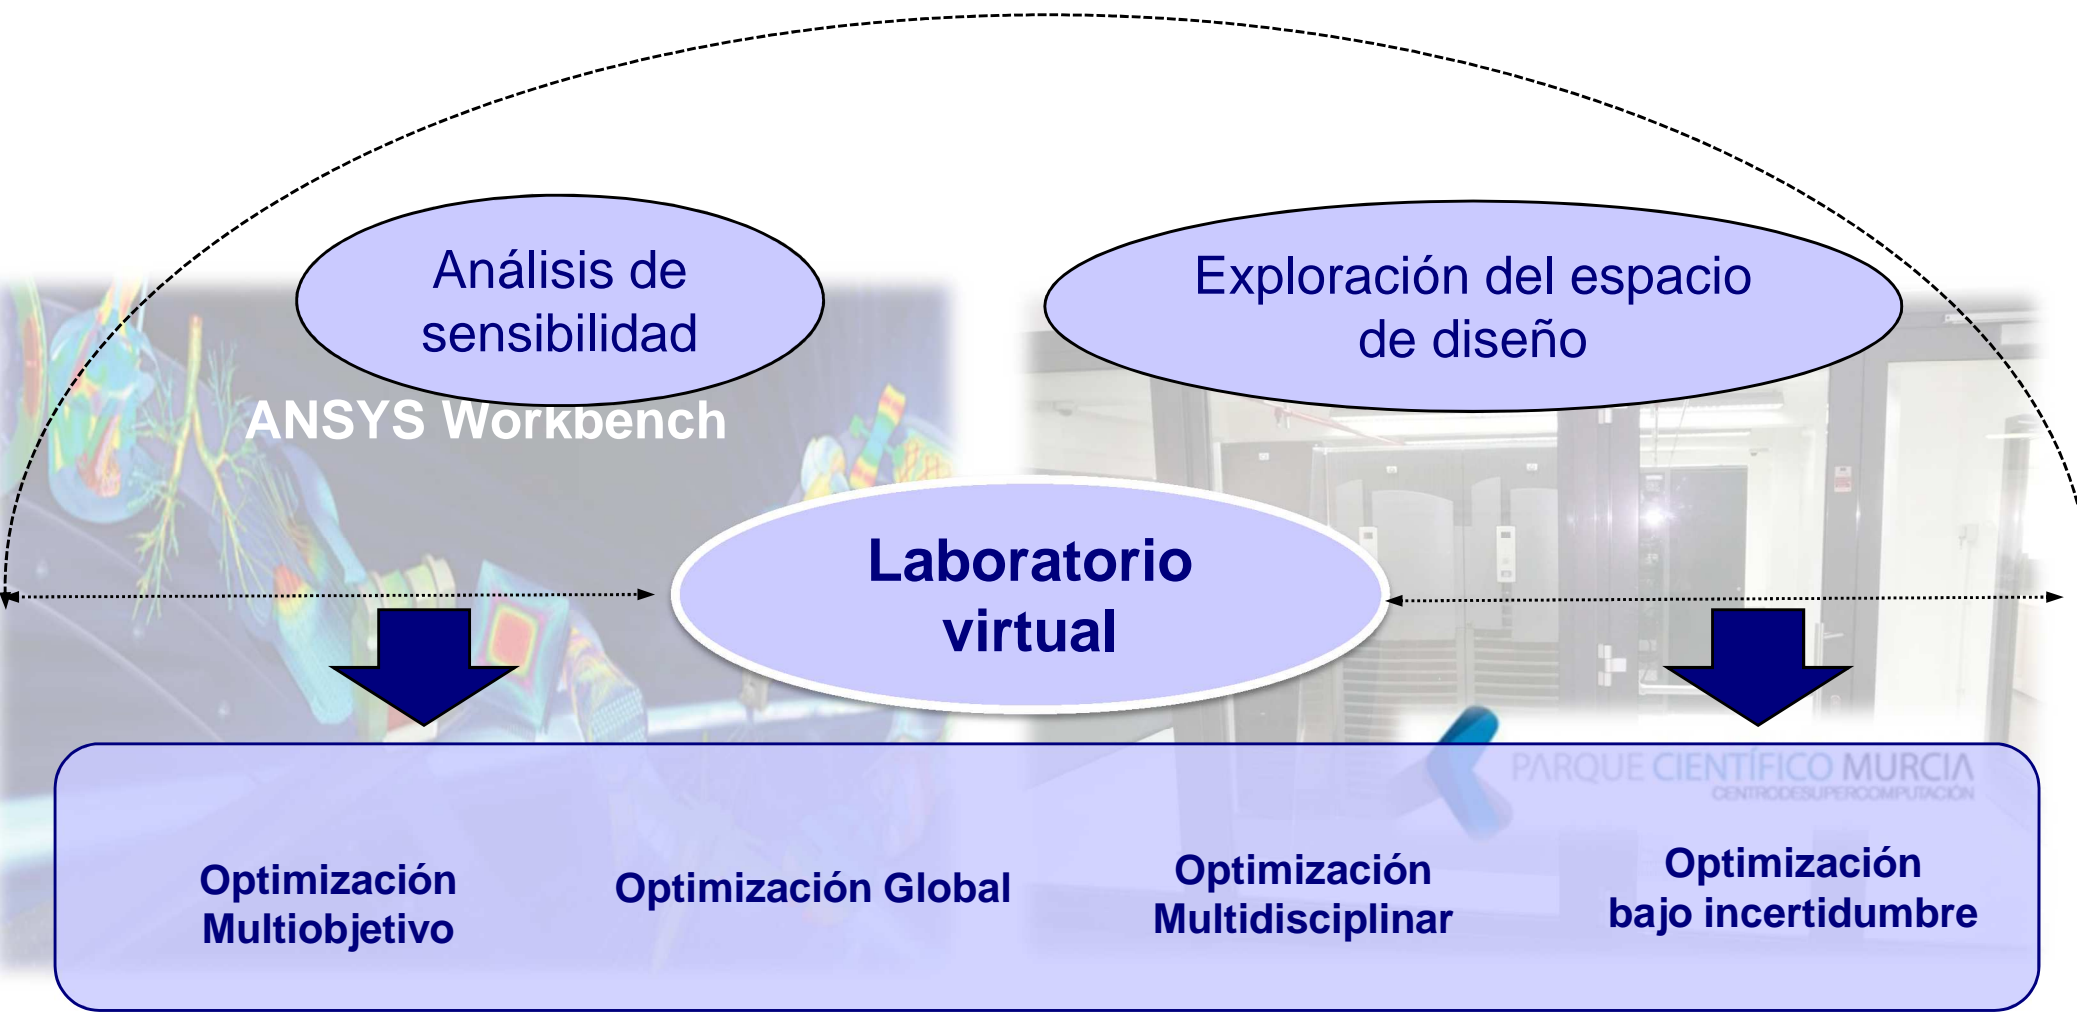 Análisis de
sensibilidad
Exploración del espacio
de diseño
ANSYS Workbench
Laboratorio
virtual
PARQUE CIENTÍFICO MURCIA
CENTRODESUPERCOMPUTACIÓN
Optimización
Multiobjetivo
Optimización Global
Optimización
Multidisciplinar
Optimización
bajo incertidumbre